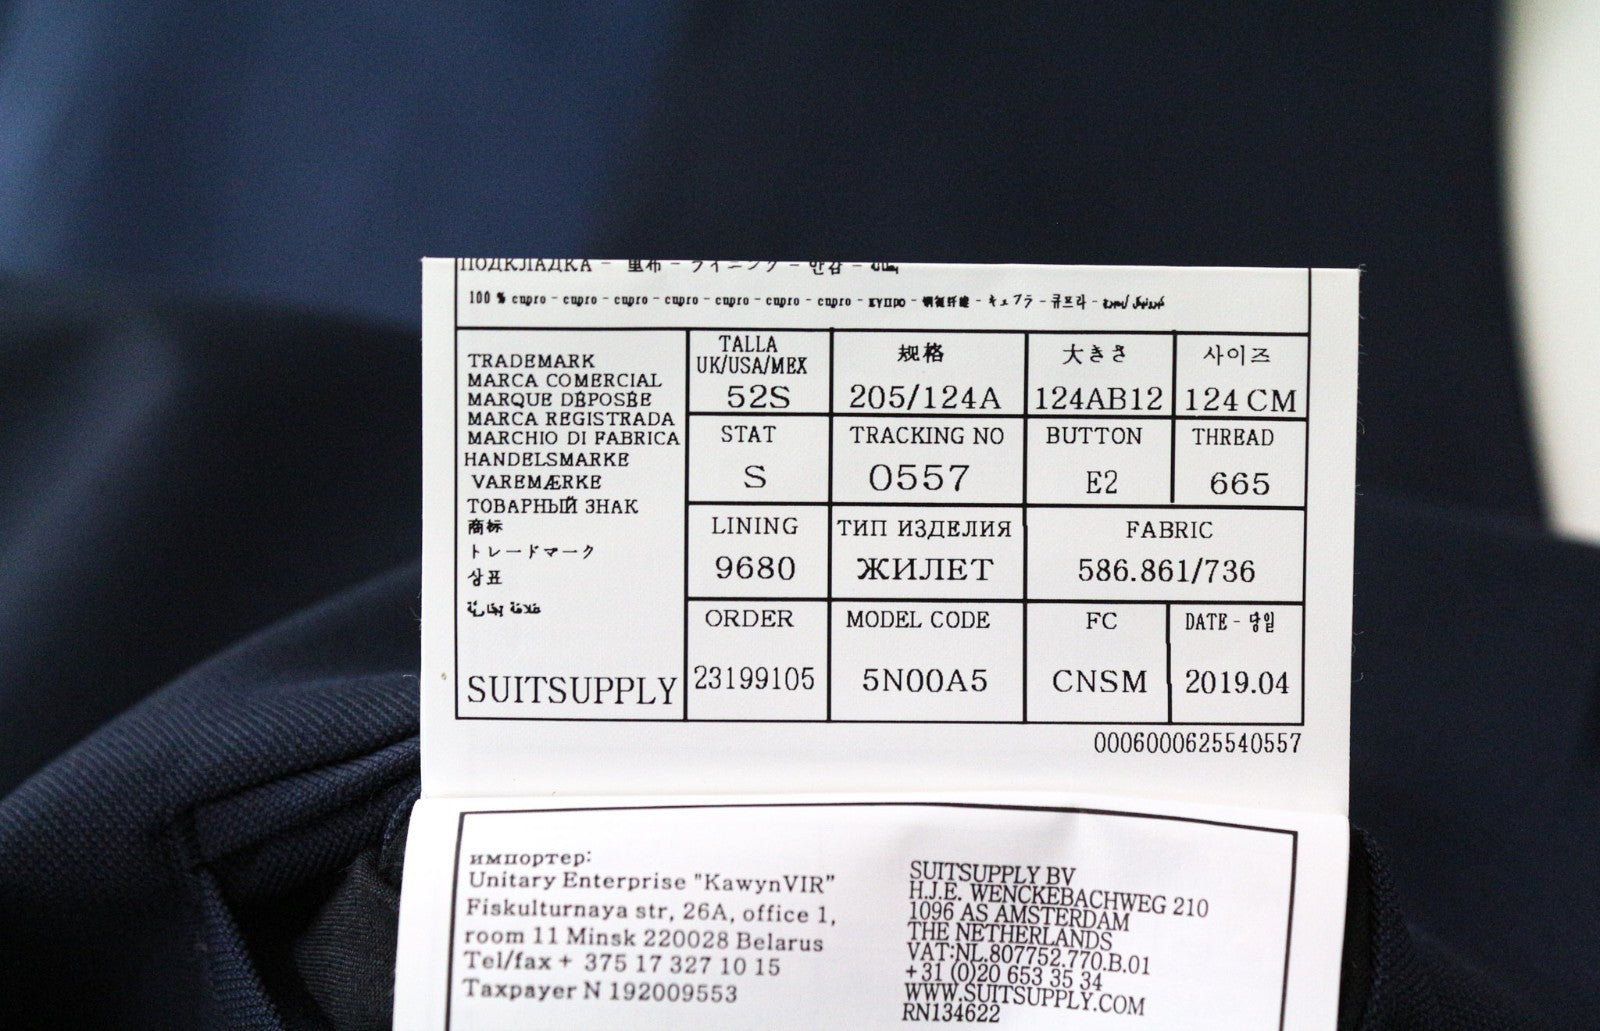 ПОДКЛАДКА - 里布 - ライニング - 안감 -
100 % cupro - cupro - cupro - cupro - cupro - cupro - cupro - купро - 铜氨纤维 - キュプラ - 큐프라 -
TRADEMARK
MARCA COMERCIAL
MARQUE DÉPOSÉE
MARCA REGISTRADA
MARCHIO DI FABRICA
HANDELSMARKE
VAREMÆRKE
ТОВАРНЫЙ ЗНАК
商标
トレードマーク
상표
علامة تجارية
SUITSUPPLY
TALLA
UK/USA/MEX
52S
规格
205/124A
大きさ
124AB12
사이즈
124 CM
STAT
S
TRACKING NO
0557
BUTTON
E2
THREAD
665
LINING
9680
ТИП ИЗДЕЛИЯ
ЖИЛЕТ
FABRIC
586.861/736
ORDER
23199105
MODEL CODE
5N00A5
FC
CNSM
DATE - 당일
2019.04
0006000625540557
импортер:
Unitary Enterprise "KawynVIR"
Fiskulturnaya str, 26A, office 1,
room 11 Minsk 220028 Belarus
Tel/fax + 375 17 327 10 15
Taxpayer N 192009553
SUITSUPPLY BV
H.J.E. WENCKEBACHWEG 210
1096 AS AMSTERDAM
THE NETHERLANDS
VAT:NL.807752.770.B.01
+31 (0)20 653 35 34
WWW.SUITSUPPLY.COM
RN134622